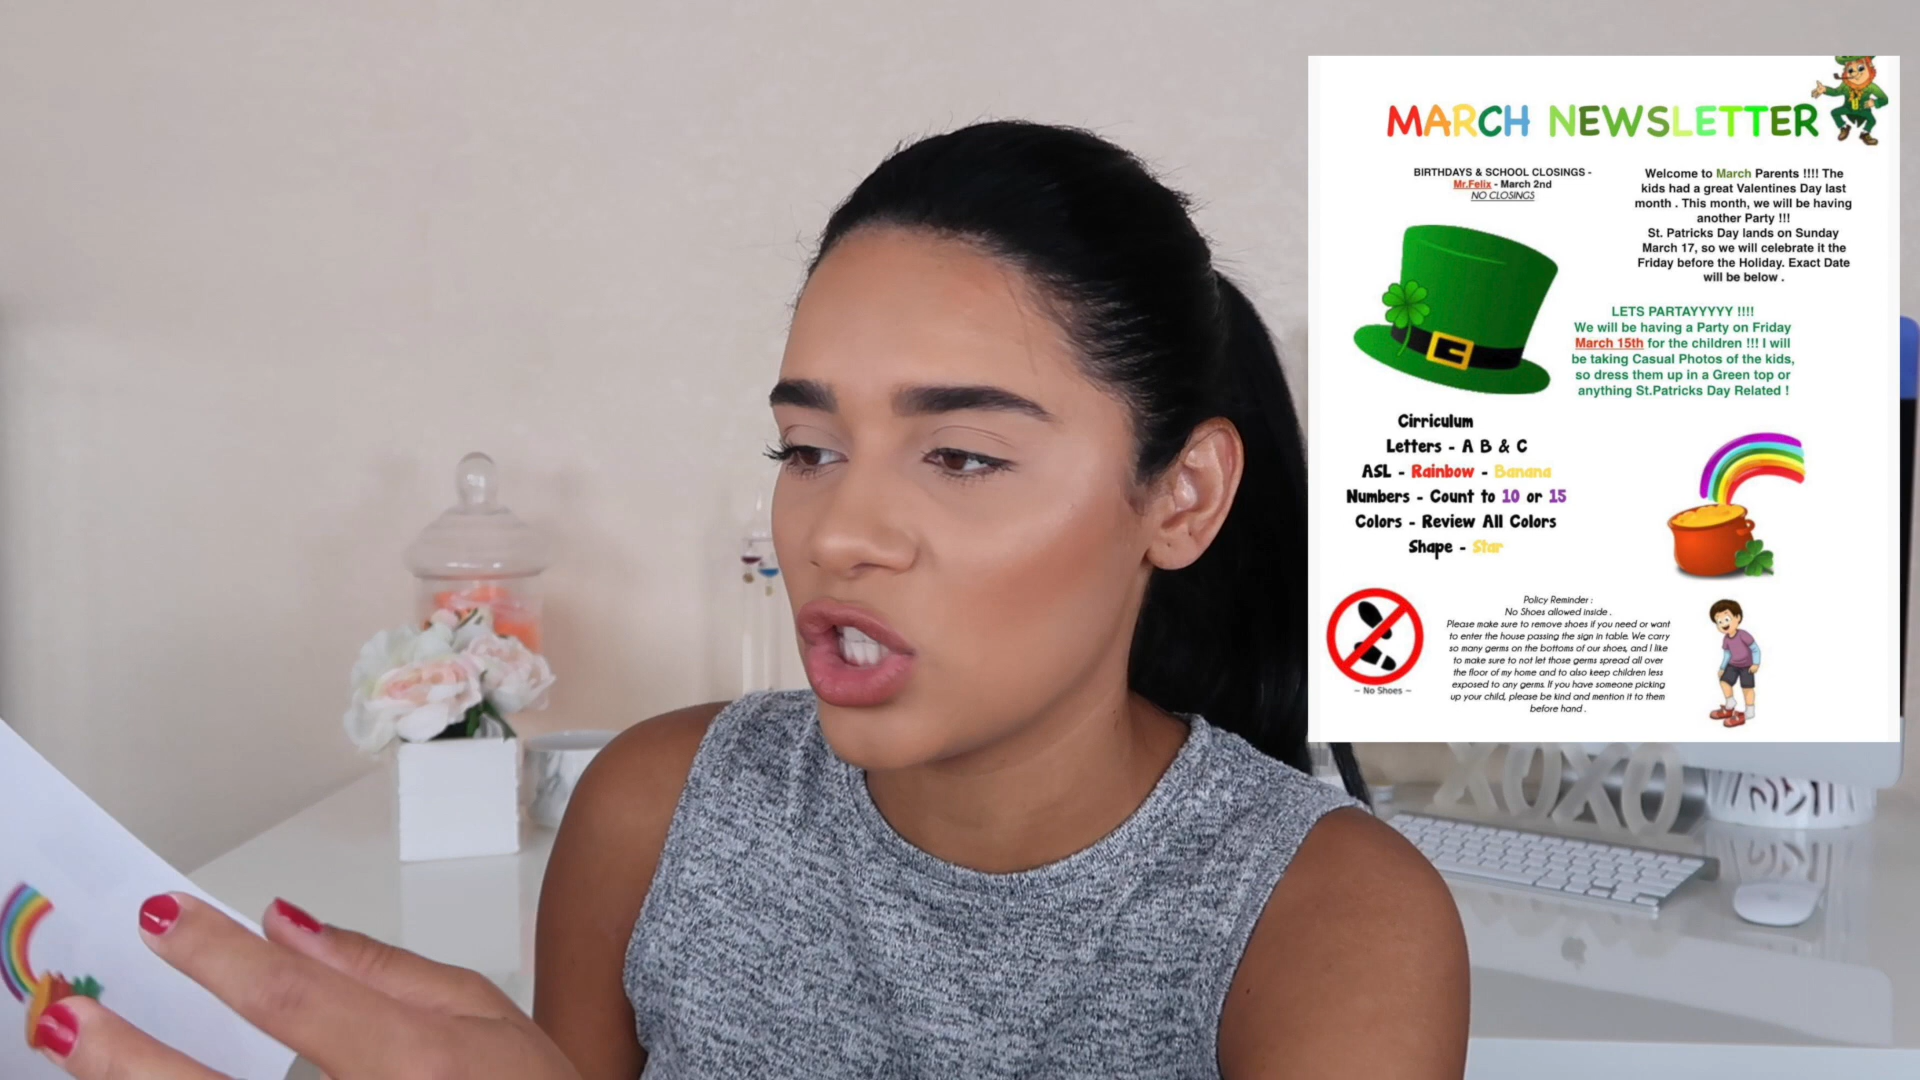 MARCH NEWSLETTER
BIRTHDAYS & SCHOOL CLOSINGS -
Mr.Felix - March 2nd
NO CLOSINGS
Welcome to March Parents !!!! The
kids had a great Valentines Day last
month . This month, we will be having
another Party !!!
St. Patricks Day lands on Sunday
March 17, so we will celebrate it the
Friday before the Holiday. Exact Date
will be below .
LETS PARTAYYYYY !!!!
We will be having a Party on Friday
March 15th for the children !!! I will
be taking Casual Photos of the kids,
so dress them up in a Green top or
anything St.Patricks Day Related !
Cirriculum
Letters - A B & C
ASL - Rainbow - Banana
Numbers - Count to 10 or 15
Colors - Review All Colors
Shape - Star
~ No Shoes ~
Policy Reminder :
No Shoes allowed inside .
Please make sure to remove shoes if you need or want
to enter the house passing the sign in table. We carry
so many germs on the bottoms of our shoes, and I like
to make sure to not let those germs spread all over
the floor of my home and to also keep children less
exposed to any germs. If you have someone picking
up your child, please be kind and mention it to them
before hand .
XOXO